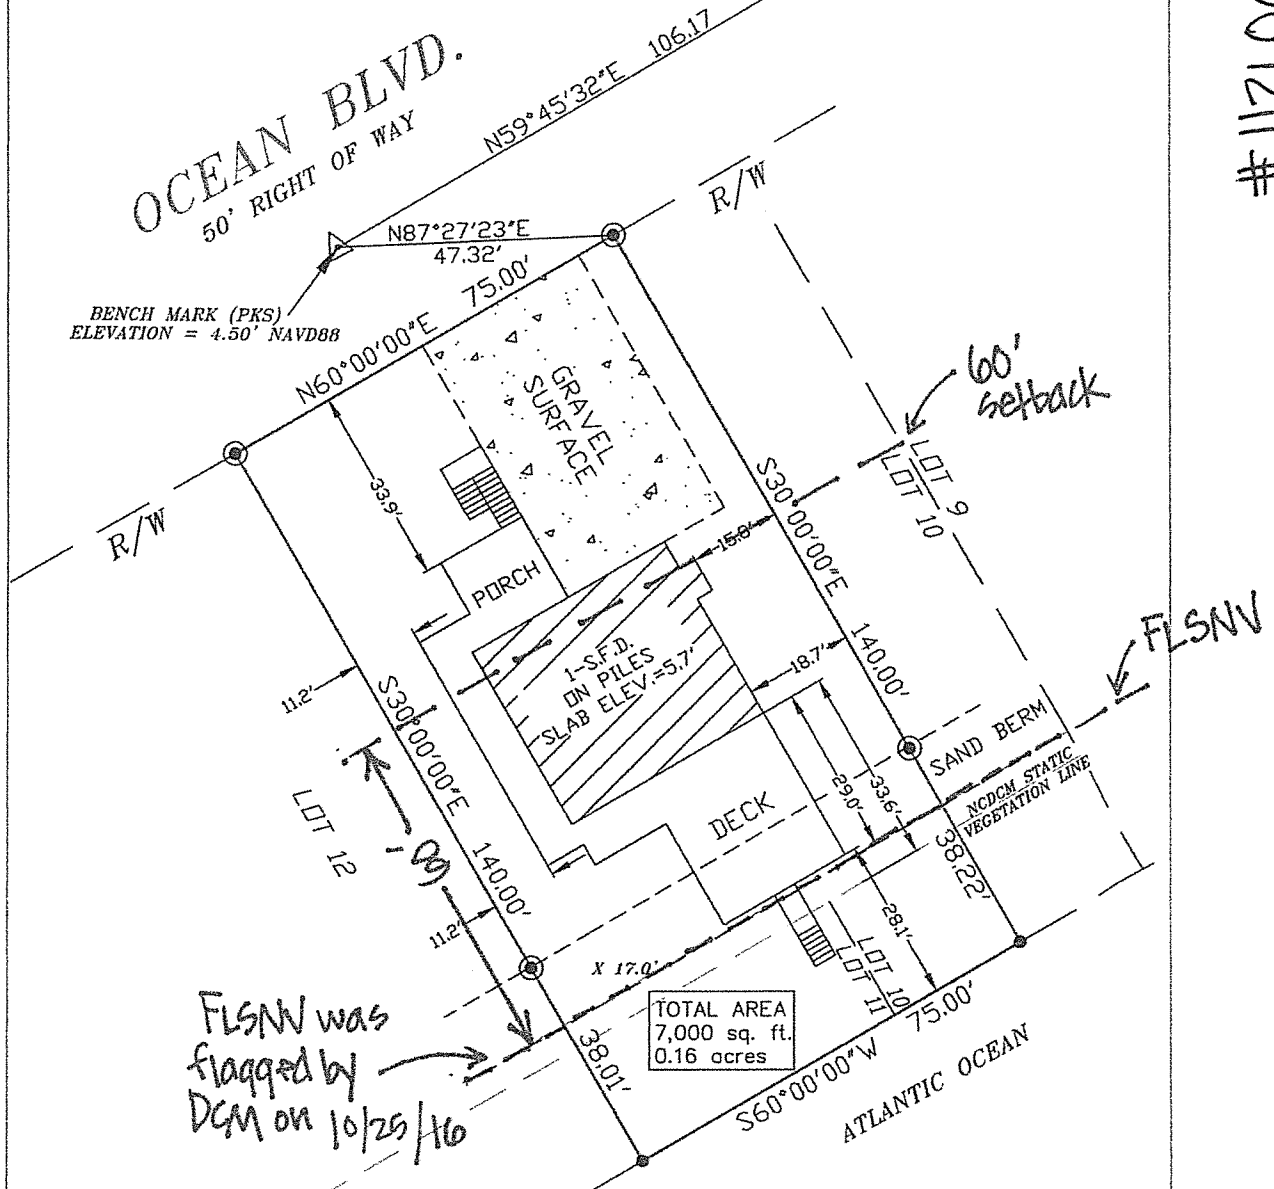 OCEAN BLVD.
50' RIGHT OF WAY
N59°45'32"E 106.17
R/W
N87°27'23"E
47.32'
BENCH MARK (PKS)
ELEVATION = 4.50' NAVD88
N60°00'00"E 75.00'
GRAVEL
SURFACE
60'
setback
LOT 9
LOT 10
R/W
33.9'
S30°00'00"E 140.00'
15.0'
PORCH
1-S.F.D.
ON PILES
SLAB ELEV.=5.7'
18.7'
FLSNV
11.2'
S30°00'00"E 140.00'
LOT 12
SAND BERM
NCDCM STATIC
VEGETATION LINE
DECK
29.0'
33.6'
38.22'
11.2'
28.1'
X 17.0'
LOT 10
LOT 11
FLSNV was
flagged by
DCM on 10/25/16
TOTAL AREA
7,000 sq. ft.
0.16 acres
38.01'
S60°00'00"W 75.00'
ATLANTIC OCEAN